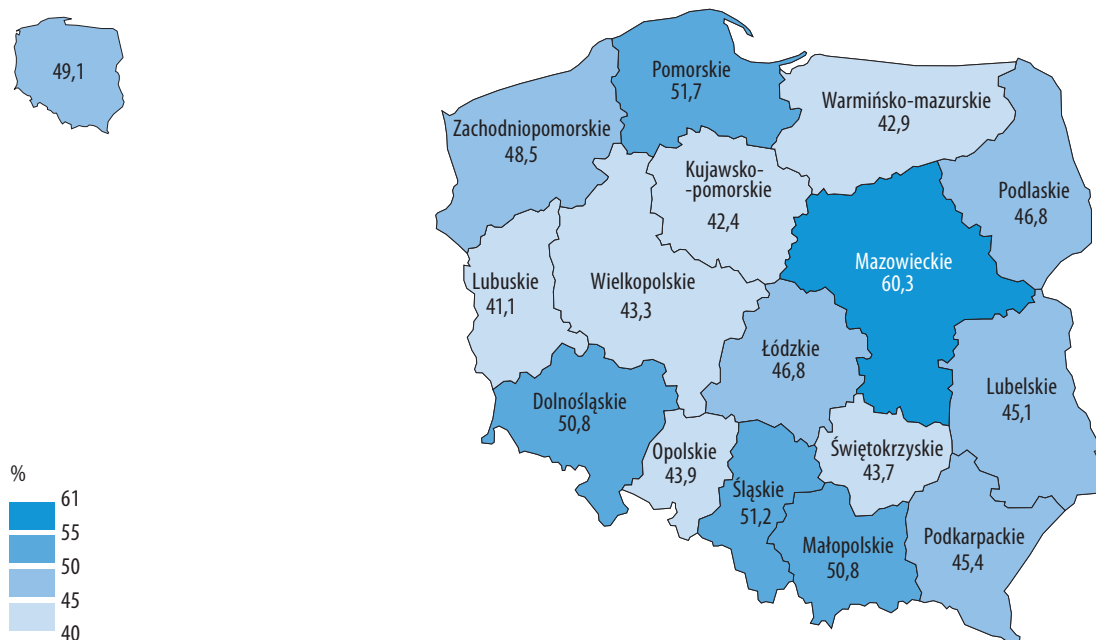 49,1
Pomorskie
51,7
Warmińsko-mazurskie
42,9
Zachodniopomorskie
48,5
Kujawsko-
-pomorskie
42,4
Podlaskie
46,8
Mazowieckie
60,3
Lubuskie
41,1
Wielkopolskie
43,3
Łódzkie
46,8
Lubelskie
45,1
Dolnośląskie
50,8
Opolskie
43,9
Świętokrzyskie
43,7
Śląskie
51,2
Małopolskie
50,8
Podkarpackie
45,4
%
61
55
50
45
40